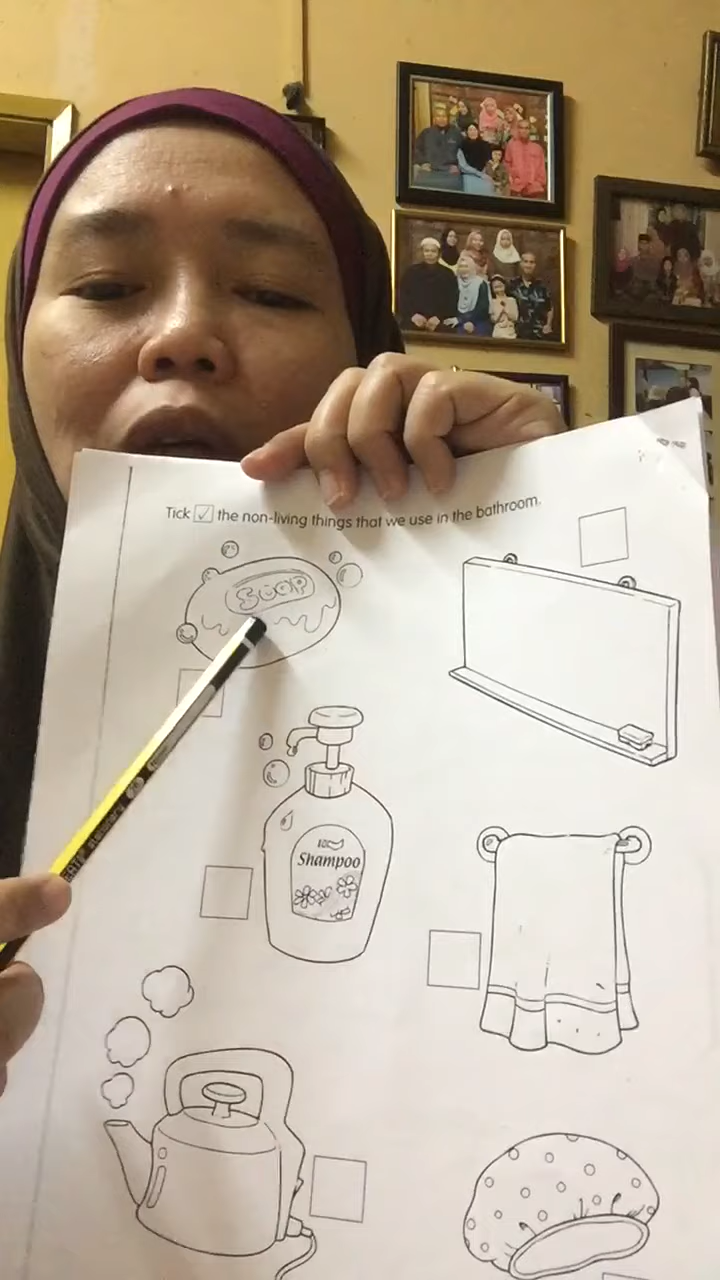 Tick ✓ the non-living things that we use in the bathroom.
SOAP
Shampoo